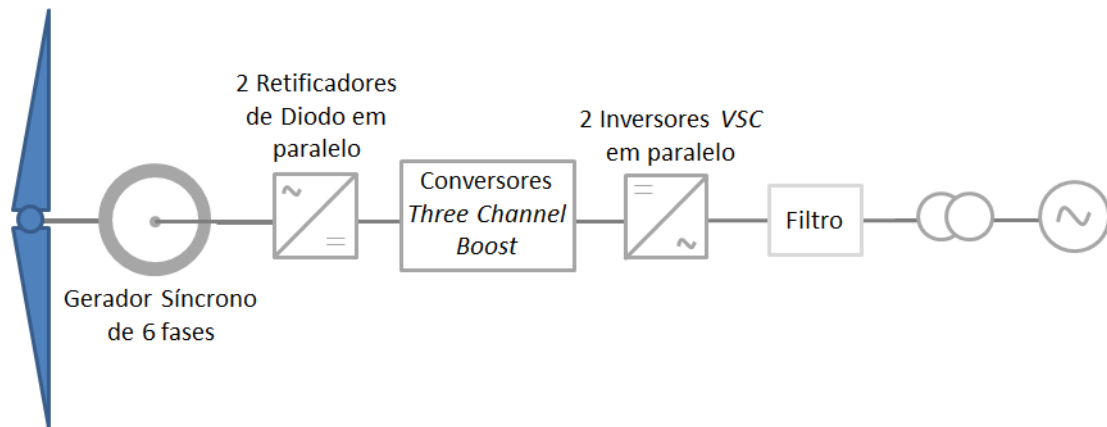 2 Retificadores
de Diodo em
paralelo
2 Inversores VSC
em paralelo
Conversores
Three Channel
Boost
Filtro
Gerador Síncrono
de 6 fases